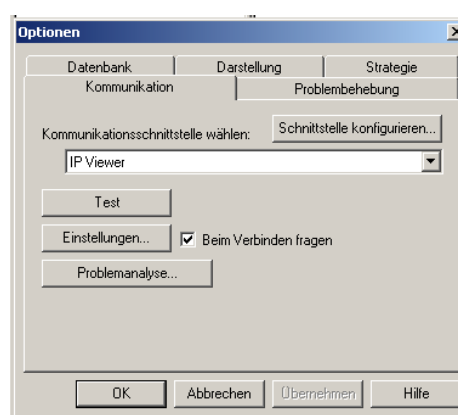 Optionen
Datenbank Darstellung Strategie
Kommunikation Problembehebung
Kommunikationsschnittstelle wählen: Schnittstelle konfigurieren...
IP Viewer
Test
Einstellungen... Beim Verbinden fragen
Problemanalyse...
OK Abbrechen Übernehmen Hilfe